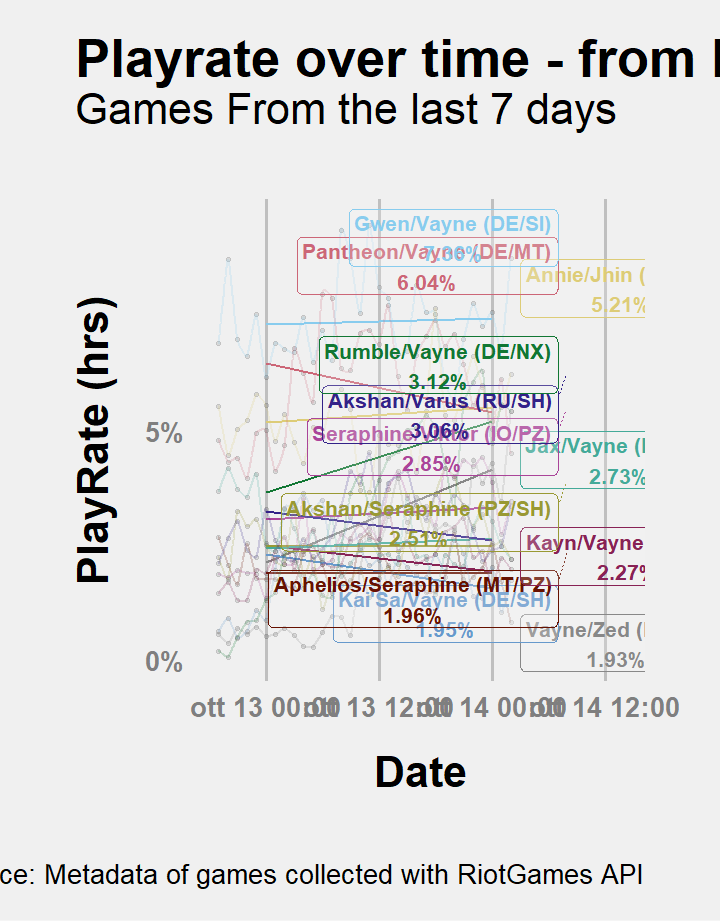 Playrate over time - from
Games From the last 7 days
Gwen/Vayne (DE/SI)
7.36%
Pantheon/Vayne (DE/MT)
6.04%
Annie/Jhin (
5.21%
Rumble/Vayne (DE/NX)
3.12%
Akshan/Varus (RU/SH)
3.06%
(IO/PZ)
2.85%
Jax/Vayne (
2.73%
Akshan/Seraphine (PZ/SH)
2.51%
Kayn/Vayne
2.27%
Aphelios/Seraphine (MT/PZ)
1.96%
Kai'Sa/Vayne (DE/SH)
1.95%
Vayne/Zed (
1.93%
PlayRate (hrs)
5%
0%
ott 13 00:00
ott 13 12:00
ott 14 00:00
ott 14 12:00
Date
ce: Metadata of games collected with RiotGames API